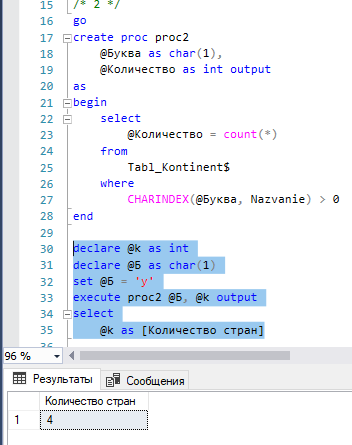 15 /* 2 */
16 go
17 create proc proc2
18 @Буква as char(1),
19 @Количество as int output
20 as
21 begin
22 select
23 @Количество = count(*)
24 from
25 Tabl_Kontinent$
26 where
27 CHARINDEX(@Буква, Nazvanie) > 0
28 end
29
30 declare @k as int
31 declare @Б as char(1)
32 set @Б = 'у'
33 execute proc2 @Б, @k output
34 select
35 @k as [Количество стран]
36
96 %
Результаты Сообщения
Количество стран
1 4